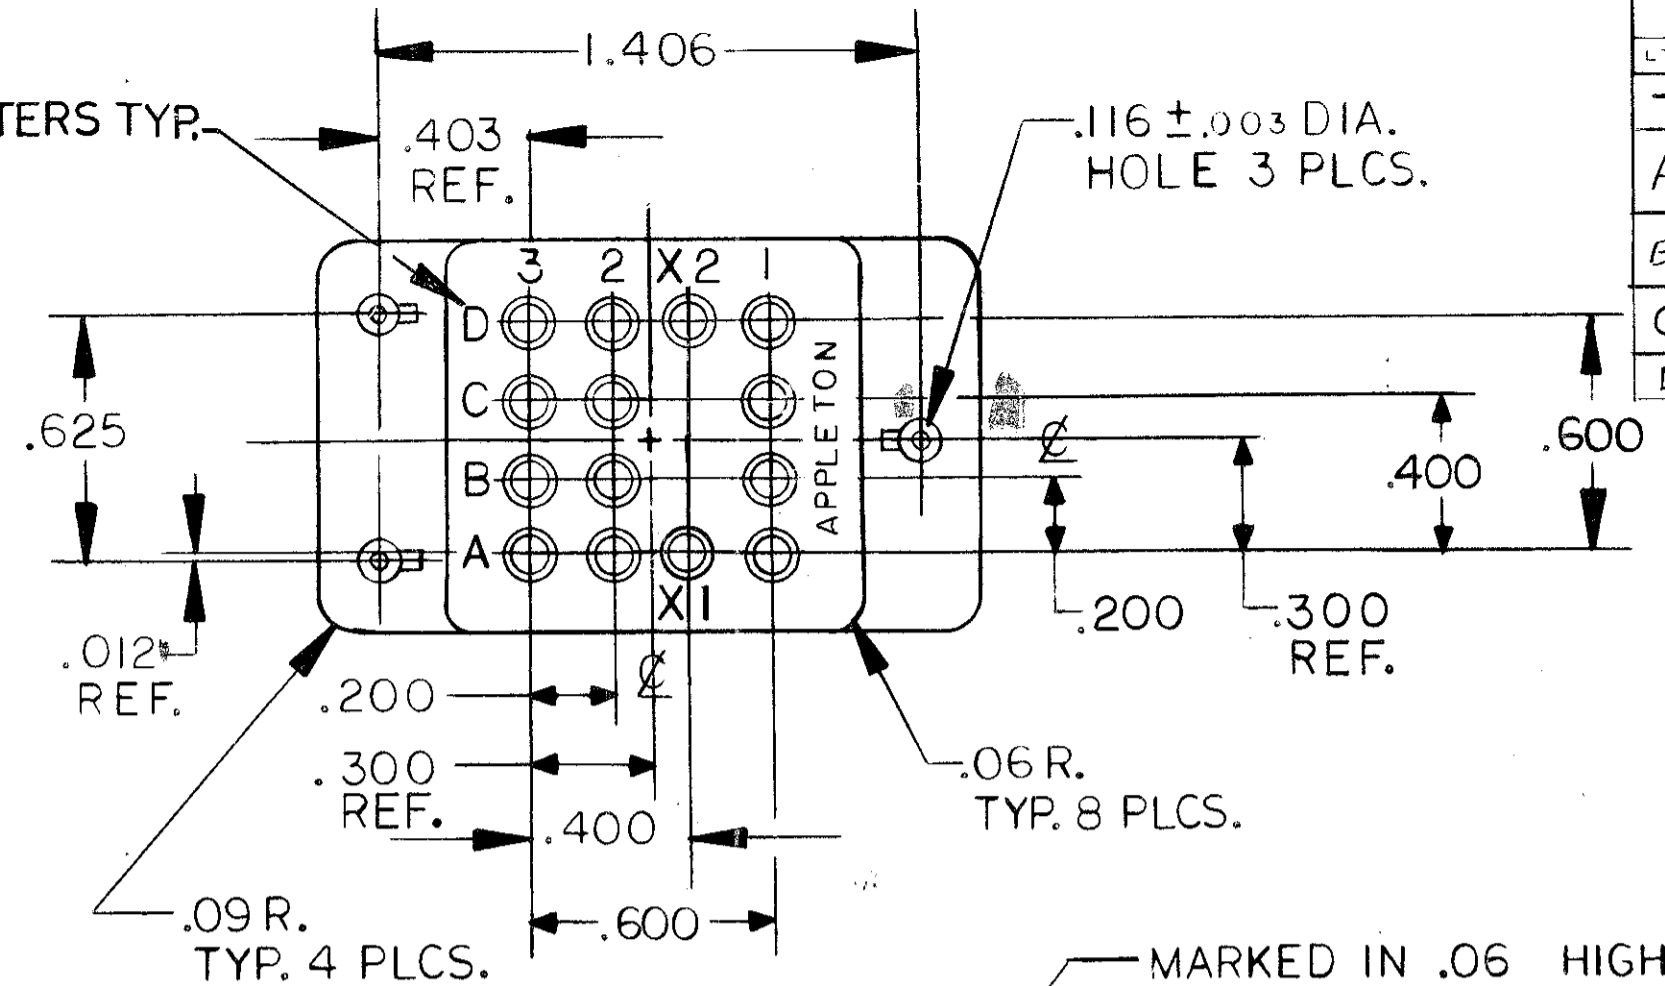 1.406
TERS TYP.
.403
REF.
.116 ±.003 DIA.
HOLE 3 PLCS.
3 2 X2 1
D
C
B
A
X1
APPLETON
.625
.012
REF.
℄
.600
.400
.200
.300
REF.
.200
℄
.300
REF.
.400
.600
.06 R.
TYP. 8 PLCS.
.09 R.
TYP. 4 PLCS.
MARKED IN .06 HIGH
A
B
C